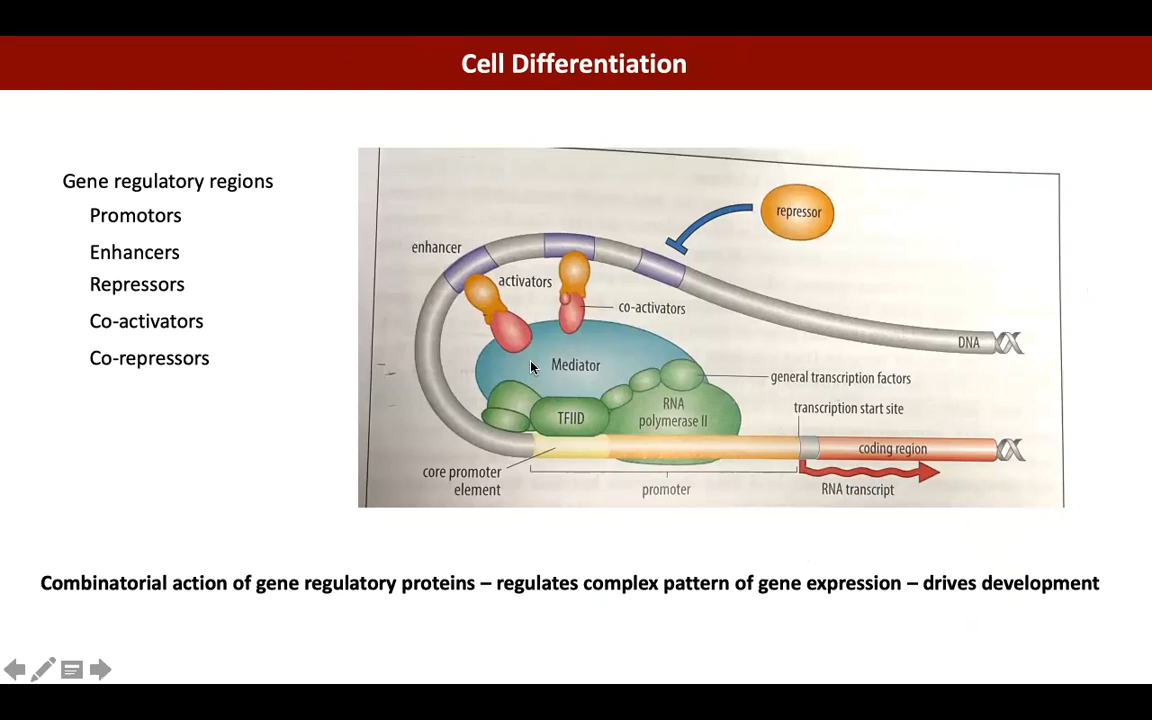 Cell Differentiation
Gene regulatory regions
Promotors
Enhancers
Repressors
Co-activators
Co-repressors
repressor
enhancer
activators
co-activators
DNA
Mediator
general transcription factors
RNA
polymerase II
TFIID
transcription start site
coding region
core promoter
element
promoter
RNA transcript
Combinatorial action of gene regulatory proteins – regulates complex pattern of gene expression – drives development